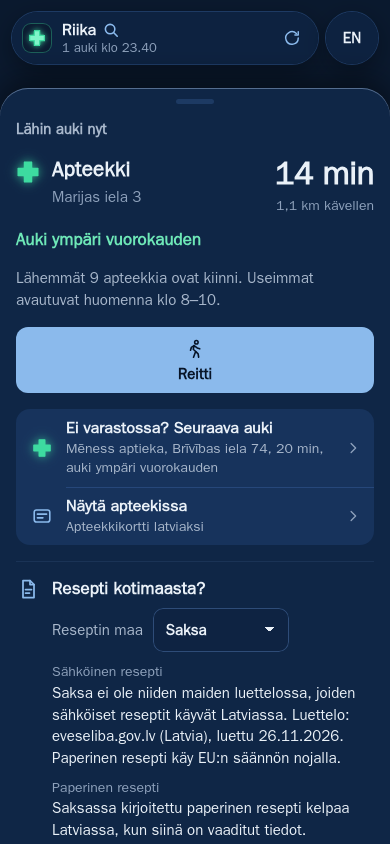 Riika
1 auki klo 23.40
EN
Lähin auki nyt
Apteekki
14 min
Marijas iela 3
1,1 km kävellen
Auki ympäri vuorokauden
Lähemmät 9 apteekkia ovat kiinni. Useimmat
avautuvat huomenna klo 8–10.
Reitti
Ei varastossa? Seuraava auki
Mēness aptieka, Brīvības iela 74, 20 min,
auki ympäri vuorokauden
Näytä apteekissa
Apteekkikortti latviaksi
Resepti kotimaasta?
Reseptin maa
Saksa
Sähköinen resepti
Saksa ei ole niiden maiden luettelossa, joiden
sähköiset reseptit käyvät Latviassa. Luettelo:
eveseliba.gov.lv (Latvia), luettu 26.11.2026.
Paperinen resepti käy EU:n säännön nojalla.
Paperinen resepti
Saksassa kirjoitettu paperinen resepti kelpaa
Latviassa, kun siinä on vaaditut tiedot.